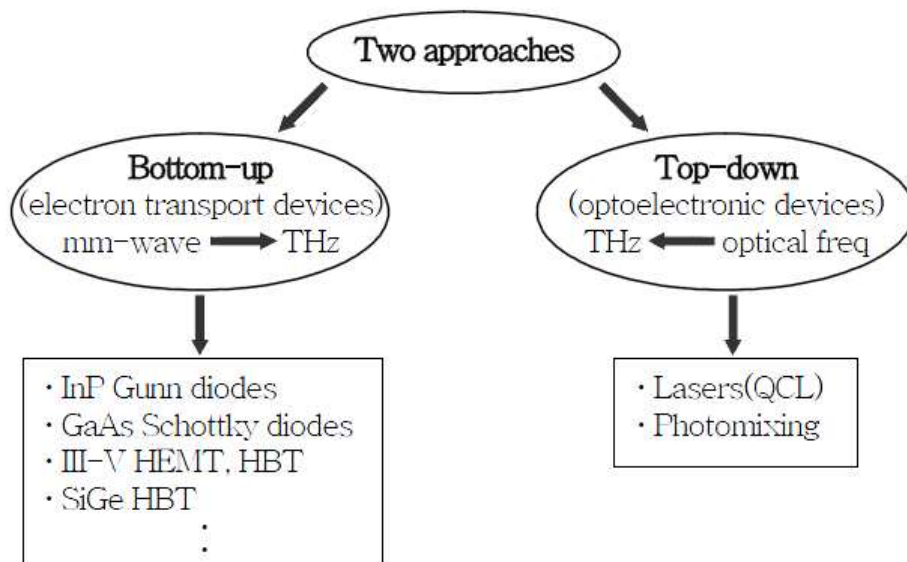 Two approaches
Bottom-up
(electron transport devices)
mm-wave THz
Top-down
(optoelectronic devices)
THz optical freq
· InP Gunn diodes
· GaAs Schottky diodes
· III-V HEMT, HBT
· SiGe HBT
:
· Lasers(QCL)
· Photomixing